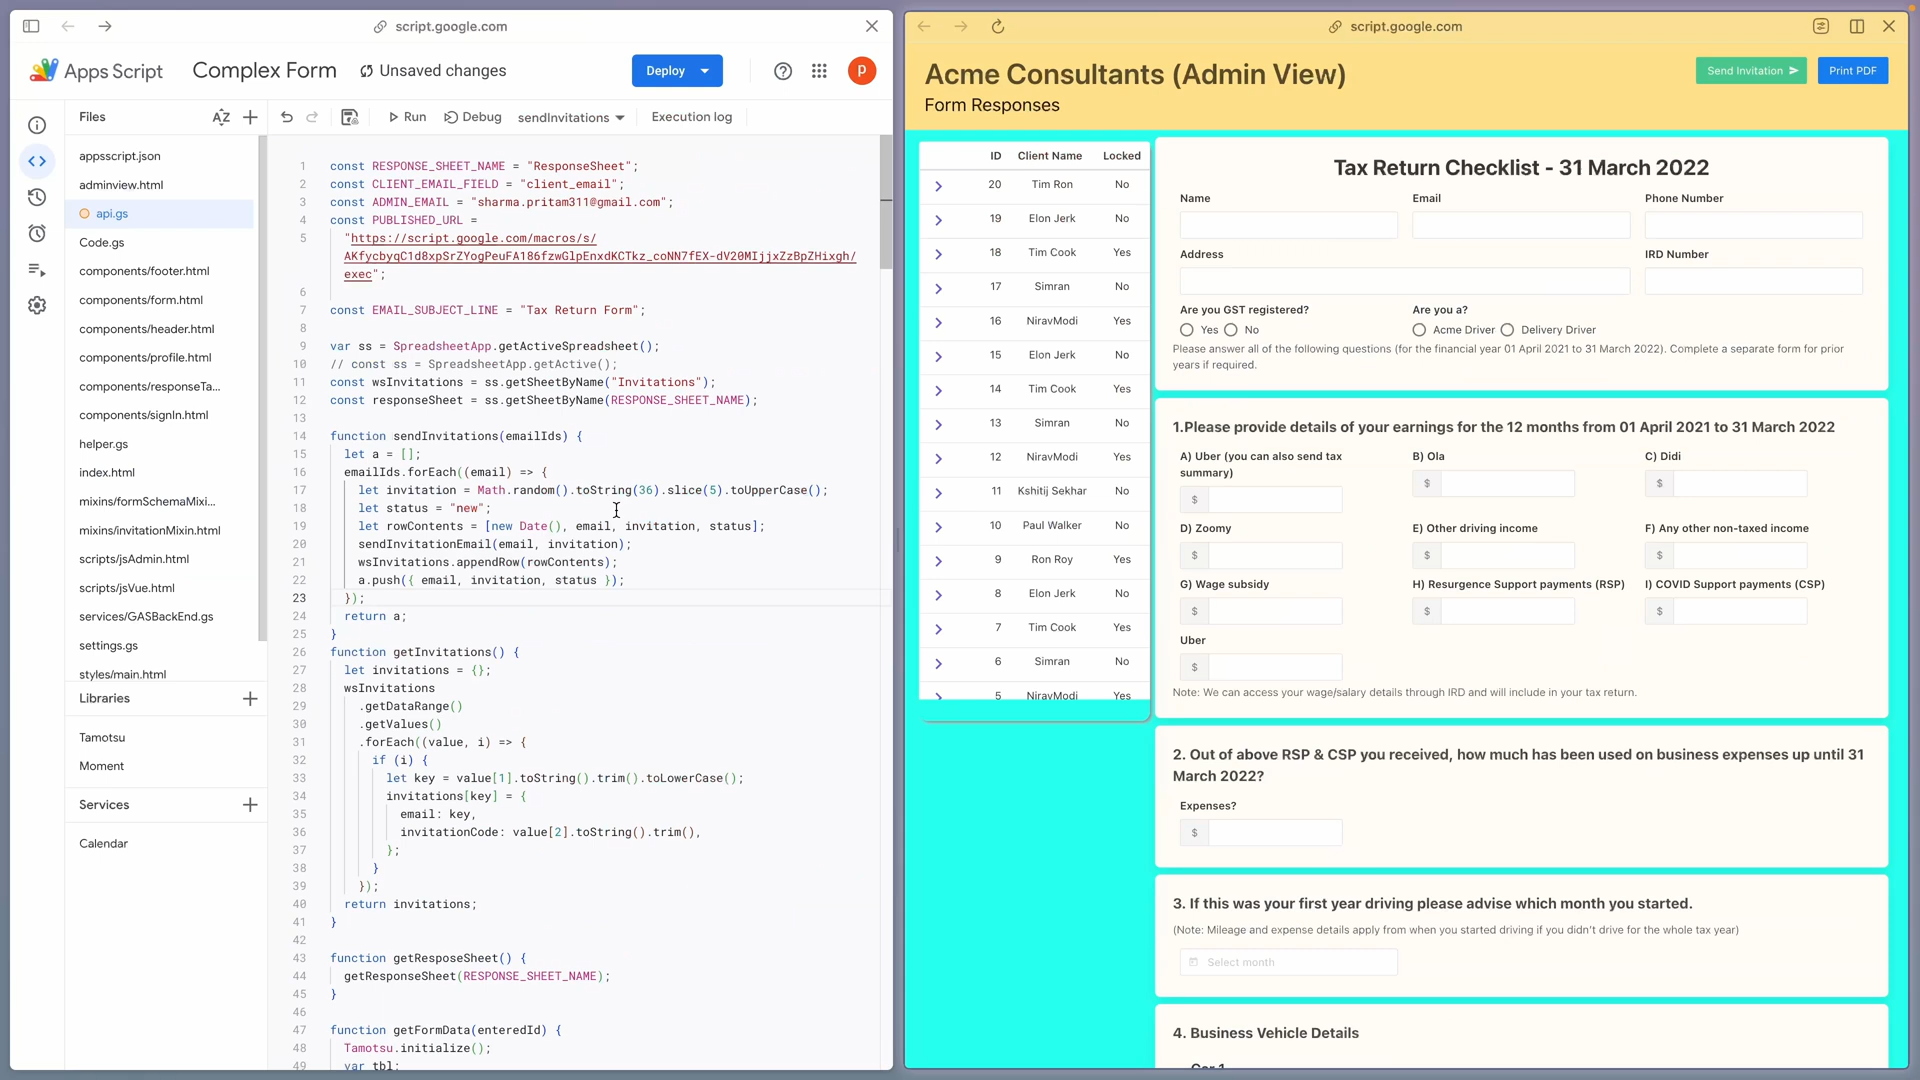 script.google.com
Apps Script
Complex Form
Unsaved changes
Deploy
P
Files
Run
Debug
sendInvitations
Execution log
appsscript.json
adminview.html
api.gs
Code.gs
components/footer.html
components/form.html
components/header.html
components/profile.html
components/responseTa...
components/signIn.html
helper.gs
index.html
mixins/formSchemaMixi...
mixins/invitationMixin.html
scripts/jsAdmin.html
scripts/jsVue.html
services/GASBackEnd.gs
settings.gs
styles/main.html
Libraries
Tamotsu
Moment
Services
Calendar
1 const RESPONSE_SHEET_NAME = "ResponseSheet";
2 const CLIENT_EMAIL_FIELD = "client_email";
3 const ADMIN_EMAIL = "sharma.pritam311@gmail.com";
4 const PUBLISHED_URL =
5 "https://script.google.com/macros/s/
AKfycbyqC1d8xpSrZYogPeuFA186fzwGlpEnxdKCTkz_coNN7fEX-dV20MIjjxZzBpZHixgh/
exec";
6
7 const EMAIL_SUBJECT_LINE = "Tax Return Form";
8
9 var ss = SpreadsheetApp.getActiveSpreadsheet();
10 // const ss = SpreadsheetApp.getActive();
11 const wsInvitations = ss.getSheetByName("Invitations");
12 const responseSheet = ss.getSheetByName(RESPONSE_SHEET_NAME);
13
14 function sendInvitations(emailIds) {
15 let a = [];
16 emailIds.forEach((email) => {
17 let invitation = Math.random().toString(36).slice(5).toUpperCase();
18 let status = "new";
19 let rowContents = [new Date(), email, invitation, status];
20 sendInvitationEmail(email, invitation);
21 wsInvitations.appendRow(rowContents);
22 a.push({ email, invitation, status });
23 });
24 return a;
25 }
26 function getInvitations() {
27 let invitations = {};
28 wsInvitations
29 .getDataRange()
30 .getValues()
31 .forEach((value, i) => {
32 if (i) {
33 let key = value[1].toString().trim().toLowerCase();
34 invitations[key] = {
35 email: key,
36 invitationCode: value[2].toString().trim(),
37 };
38 }
39 });
40 return invitations;
41 }
42
43 function getResposeSheet() {
44 getResponseSheet(RESPONSE_SHEET_NAME);
45 }
46
47 function getFormData(enteredId) {
48 Tamotsu.initialize();
49 var tbl;
script.google.com
Acme Consultants (Admin View)
Form Responses
Send Invitation
Print PDF
ID Client Name Locked
20 Tim Ron No
19 Elon Jerk No
18 Tim Cook Yes
17 Simran No
16 NiravModi Yes
15 Elon Jerk No
14 Tim Cook Yes
13 Simran No
12 NiravModi Yes
11 Kshitij Sekhar No
10 Paul Walker No
9 Ron Roy Yes
8 Elon Jerk No
7 Tim Cook Yes
6 Simran No
5 NiravModi Yes
Tax Return Checklist - 31 March 2022
Name Email Phone Number
Address IRD Number
Are you GST registered? Are you a?
Yes No Acme Driver Delivery Driver
Please answer all of the following questions (for the financial year 01 April 2021 to 31 March 2022). Complete a separate form for prior
years if required.
1.Please provide details of your earnings for the 12 months from 01 April 2021 to 31 March 2022
A) Uber (you can also send tax
summary)
B) Ola C) Didi
$ $ $
D) Zoomy E) Other driving income F) Any other non-taxed income
$ $ $
G) Wage subsidy H) Resurgence Support payments (RSP) I) COVID Support payments (CSP)
$ $ $
Uber
$
Note: We can access your wage/salary details through IRD and will include in your tax return.
2. Out of above RSP & CSP you received, how much has been used on business expenses up until 31
March 2022?
Expenses?
$
3. If this was your first year driving please advise which month you started.
(Note: Mileage and expense details apply from when you started driving if you didn't drive for the whole tax year)
Select month
4. Business Vehicle Details
Car 1